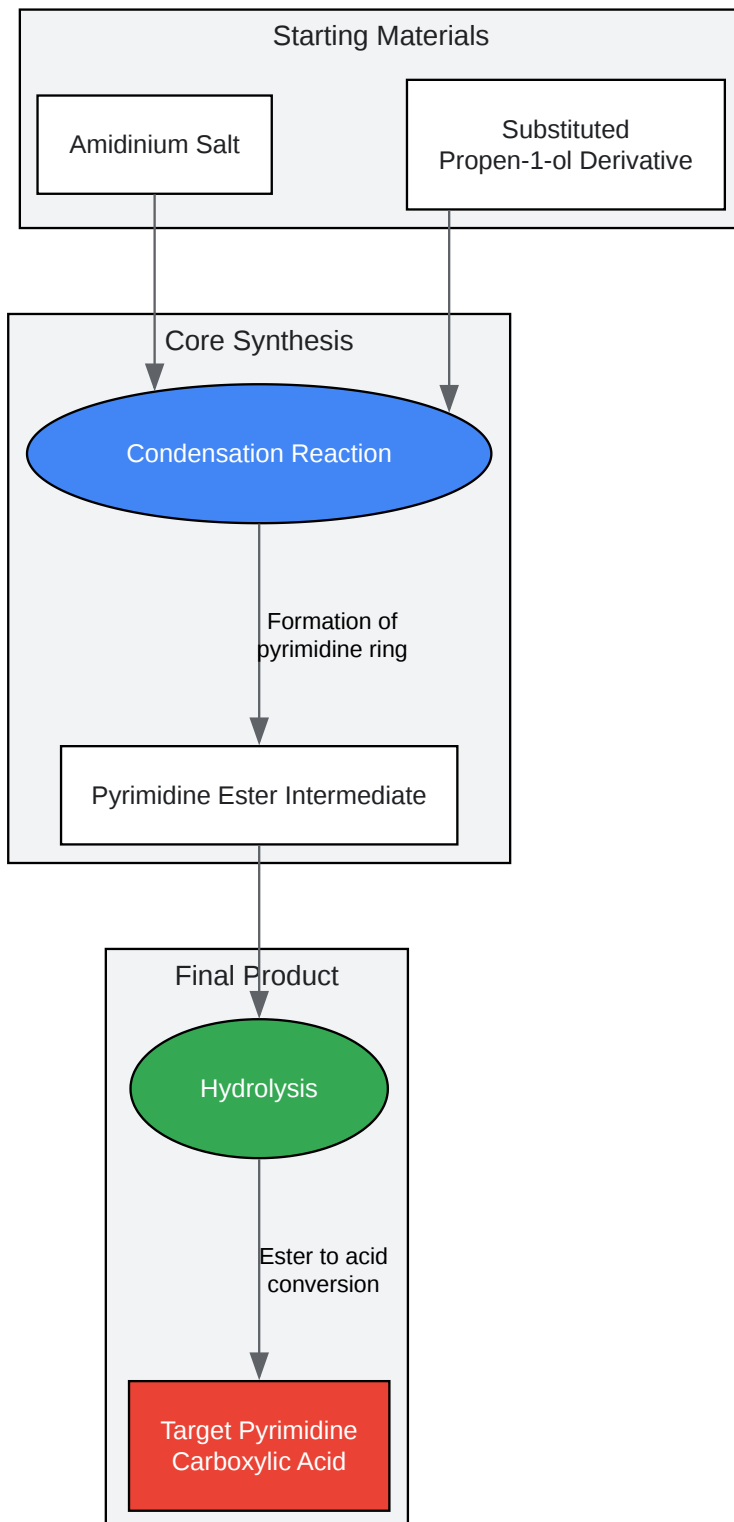 Starting Materials
Amidinium Salt
Substituted
Propen-1-ol Derivative
Core Synthesis
Condensation Reaction
Formation of
pyrimidine ring
Pyrimidine Ester Intermediate
Final Product
Hydrolysis
Ester to acid
conversion
Target Pyrimidine
Carboxylic Acid